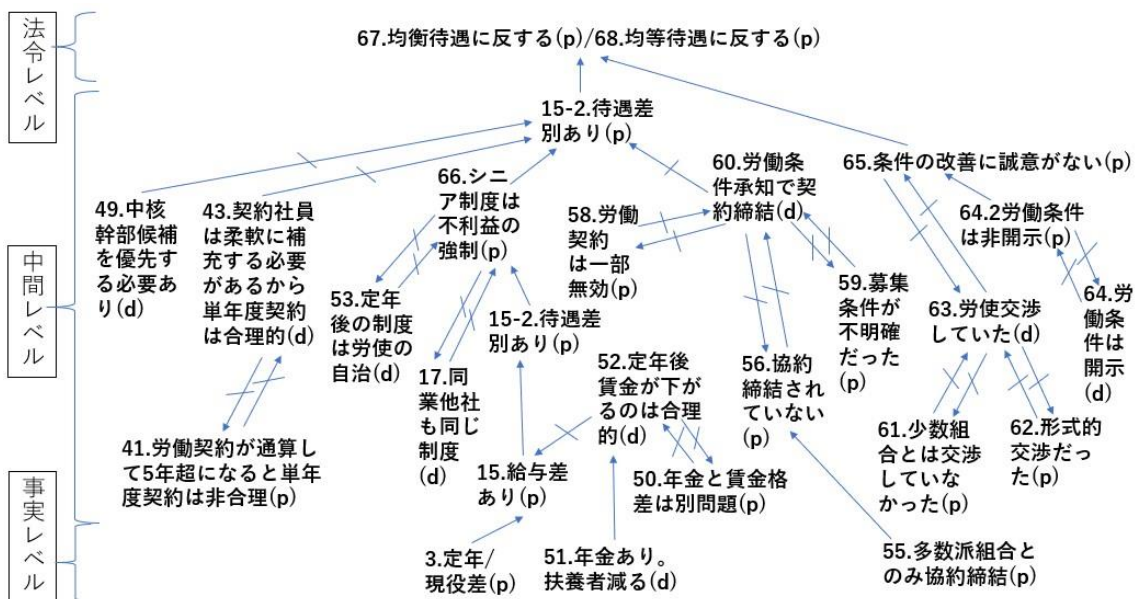 法令レベル
67.均衡待遇に反する(p)/68.均等待遇に反する(p)
15-2.待遇差
別あり(p)
49.中核
幹部候補
を優先す
る必要あ
り(d)
43.契約社員
は柔軟に補
充する必要
があるから
単年度契約
は合理的(d)
66.シニ
ア制度は
不利益の
強制(p)
60.労働条
件承知で契
約締結(d)
65.条件の改善に誠意がない(p)
58.労働
契約
は一部
無効(p)
64.2労働条件
は非開示(p)
中間レベル
53.定年
後の制度
は労使の
自治(d)
15-2.待遇差
別あり(p)
59.募集
条件が
不明確
だった
(p)
63.労使交渉
していた(d)
64.労
働条
件は
開示
(d)
17.同
業他社
も同じ
制度
(d)
52.定年後
賃金が下が
るのは合理
的(d)
56.協約
締結され
ていない
(p)
41.労働契約が通算し
て5年超になると単年
度契約は非合理(p)
61.少数組
合とは交渉
していな
かった(p)
62.形式的
交渉だっ
た(p)
事実レベル
15.給与差
あり(p)
50.年金と賃金格
差は別問題(p)
3.定年/
現役差(p)
51.年金あり。
扶養者減る(d)
55.多数派組合と
のみ協約締結(p)